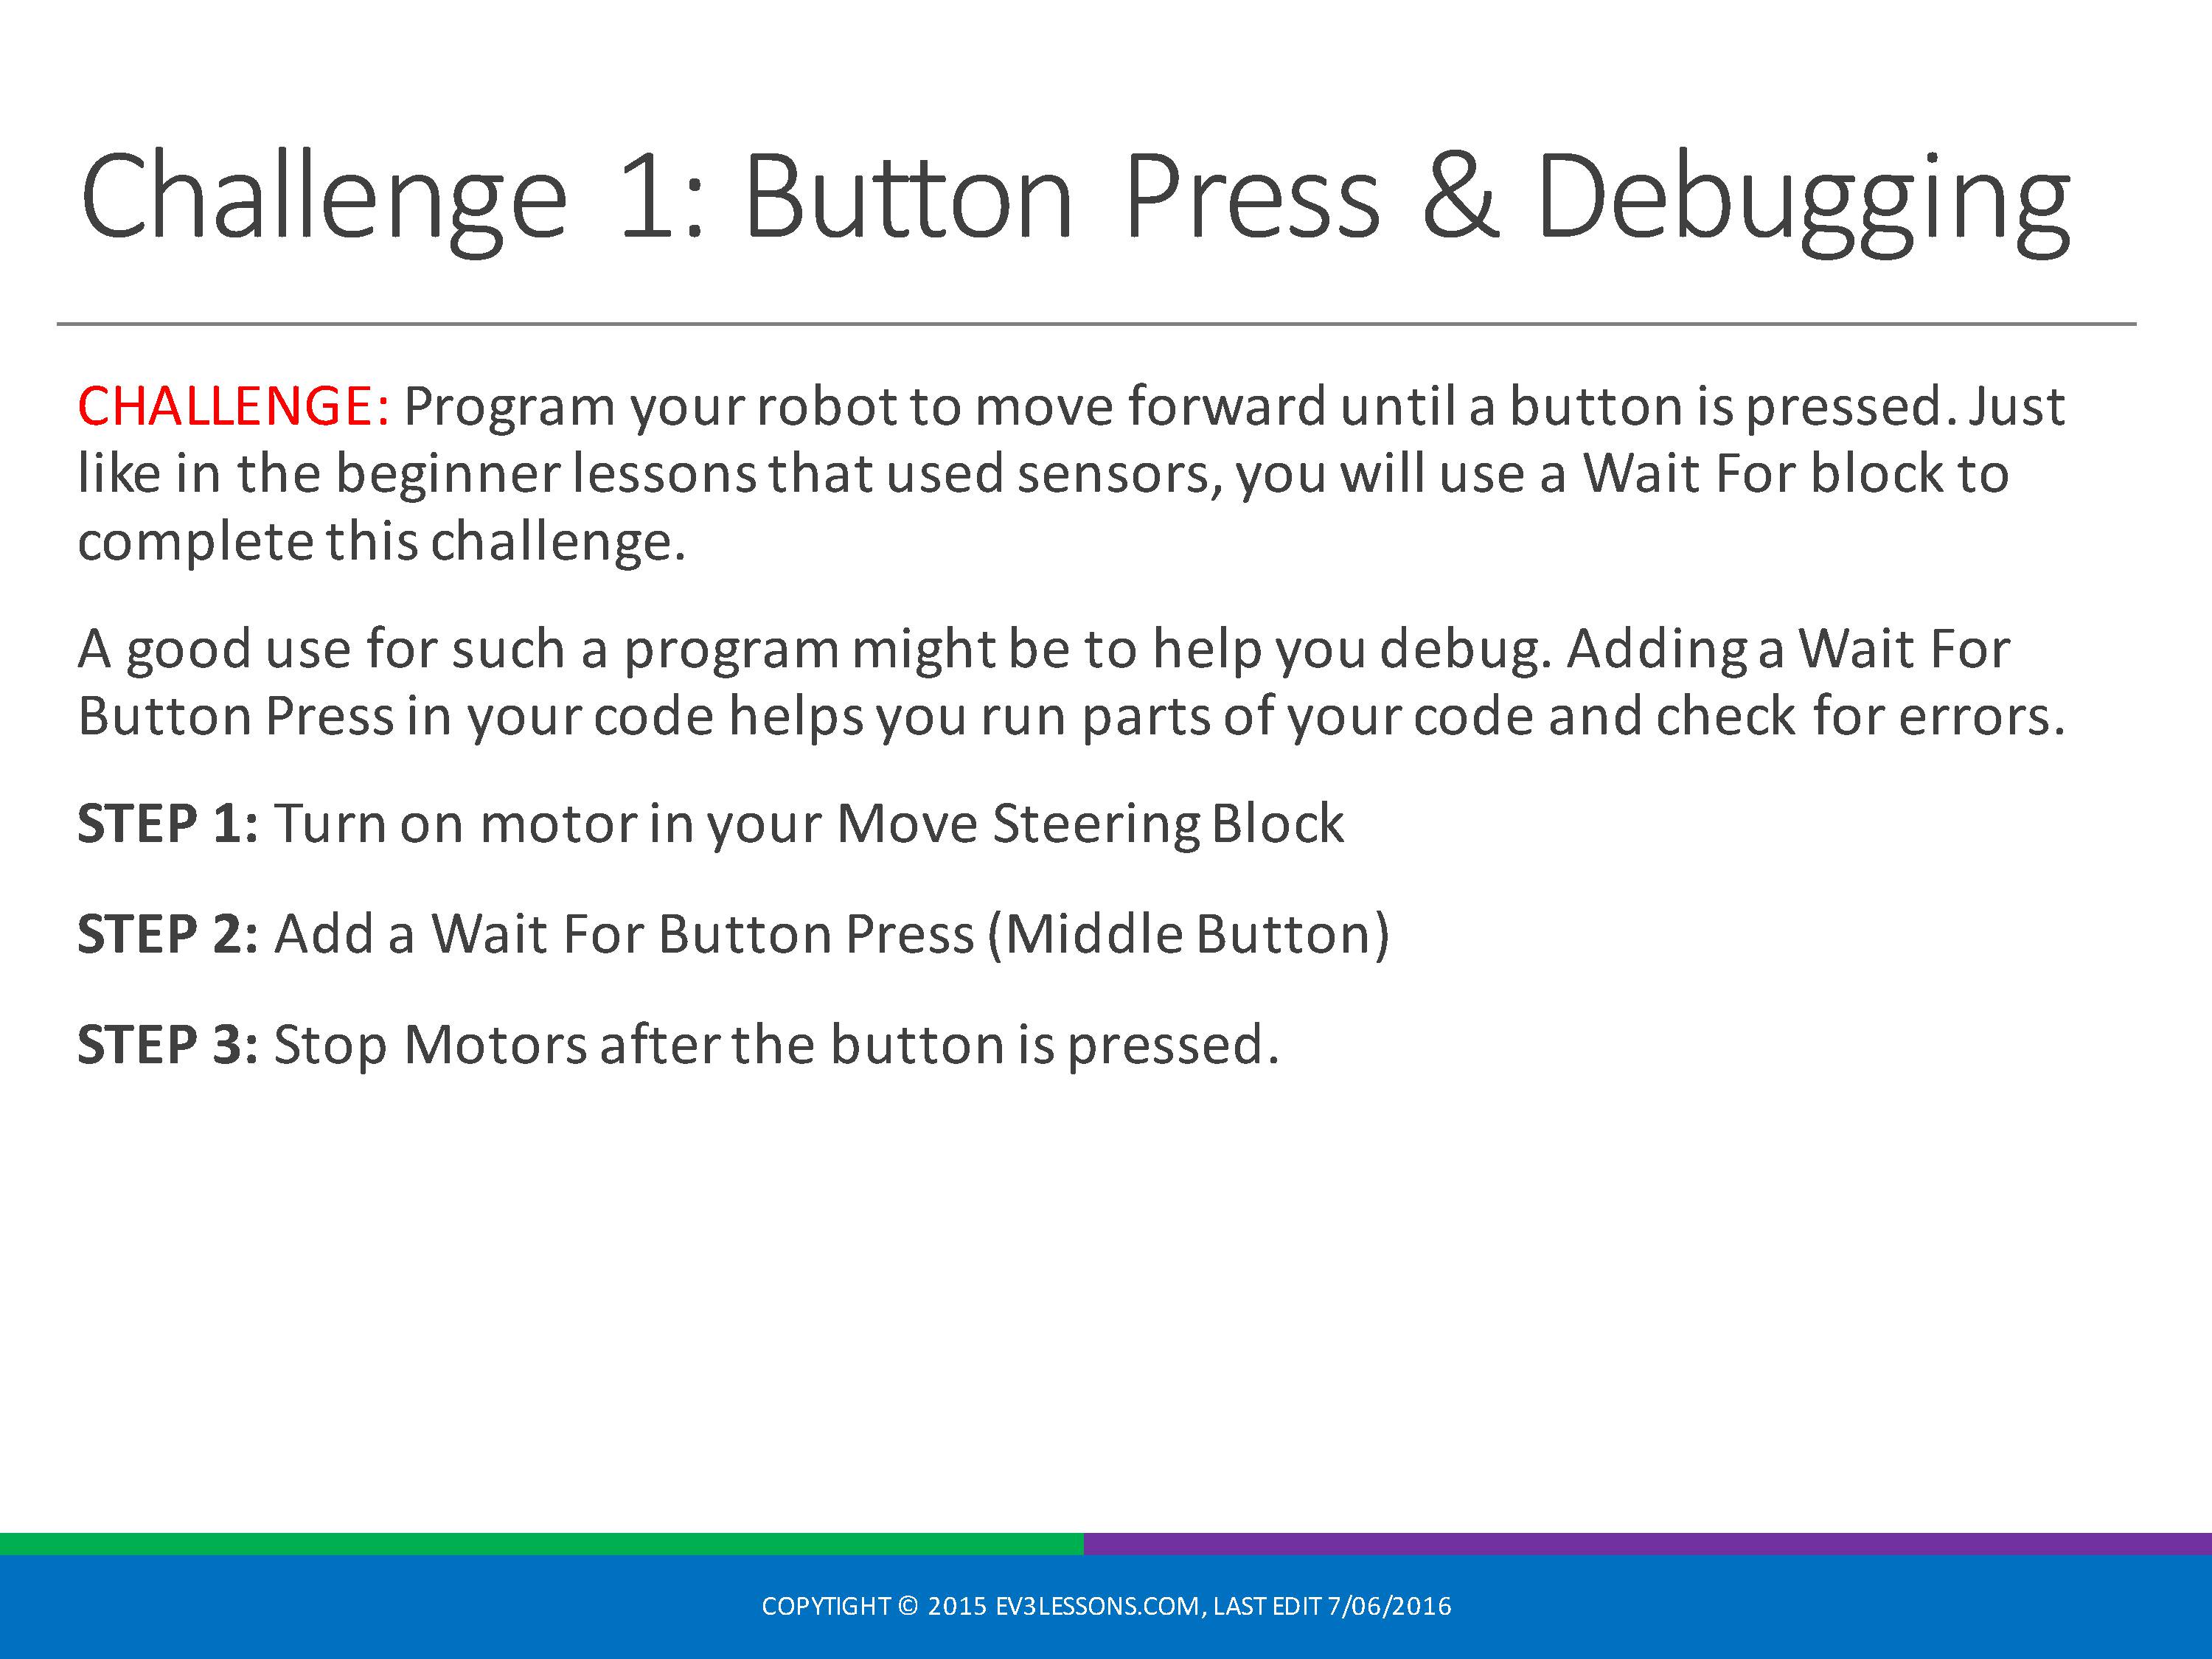 Challenge 1: Button Press & Debugging
CHALLENGE: Program your robot to move forward until a button is pressed. Just
like in the beginner lessons that used sensors, you will use a Wait For block to
complete this challenge.
A good use for such a program might be to help you debug. Adding a Wait For
Button Press in your code helps you run parts of your code and check for errors.
STEP 1: Turn on motor in your Move Steering Block
STEP 2: Add a Wait For Button Press (Middle Button)
STEP 3: Stop Motors after the button is pressed.
COPYTIGHT © 2015 EV3LESSONS.COM, LAST EDIT 7/06/2016